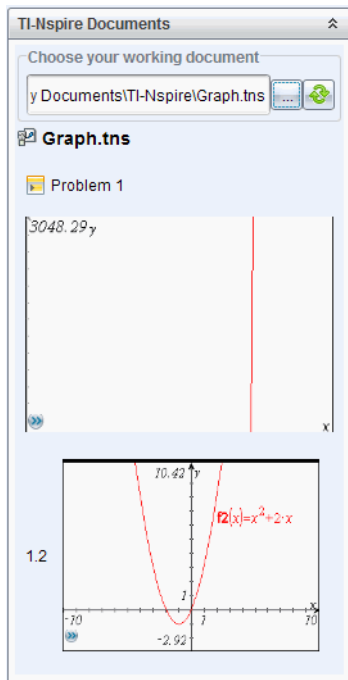 TI-Nspire Documents
Choose your working document
y Documents\TI-Nspire\Graph.tns ...
Graph.tns
Problem 1
3048.29 y
x
1.2
10.42 y
f2(x)=x²+2·x
1
x
-10 1 10
-2.92